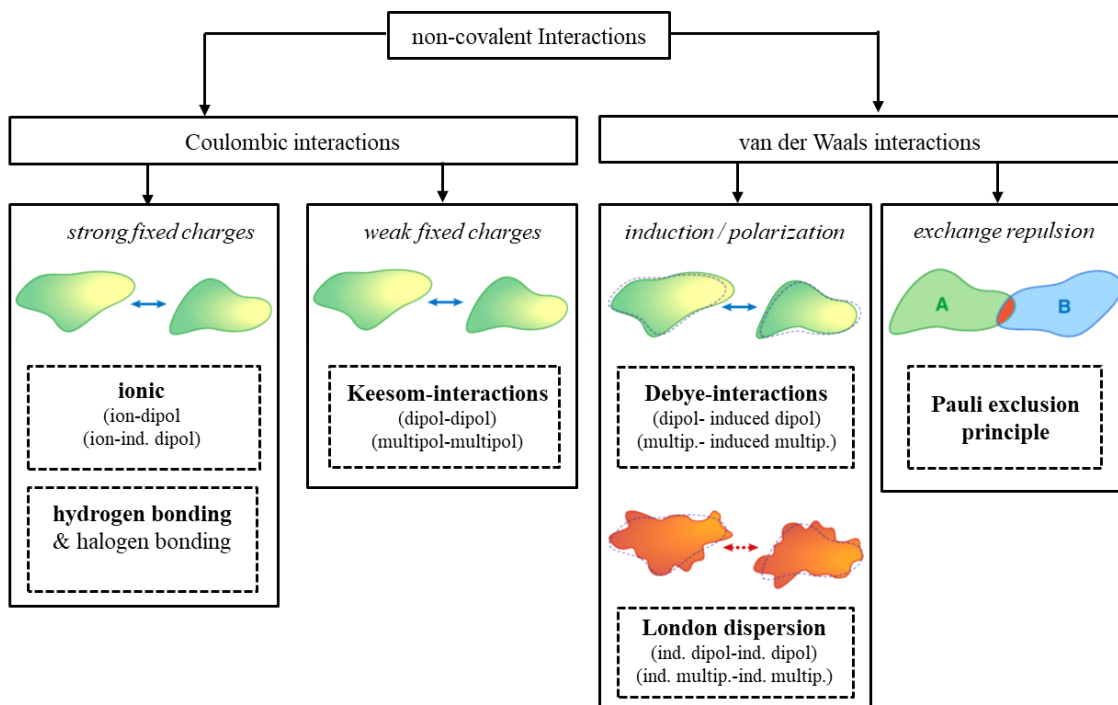 non-covalent Interactions
Coulombic interactions
van der Waals interactions
strong fixed charges
ionic
(ion-dipol
(ion-ind. dipol)
hydrogen bonding
& halogen bonding
weak fixed charges
Keesom-interactions
(dipol-dipol)
(multipol-multipol)
induction / polarization
Debye-interactions
(dipol- induced dipol)
(multip.- induced multip.)
London dispersion
(ind. dipol-ind. dipol)
(ind. multip.-ind. multip.)
exchange repulsion
A
B
Pauli exclusion
principle